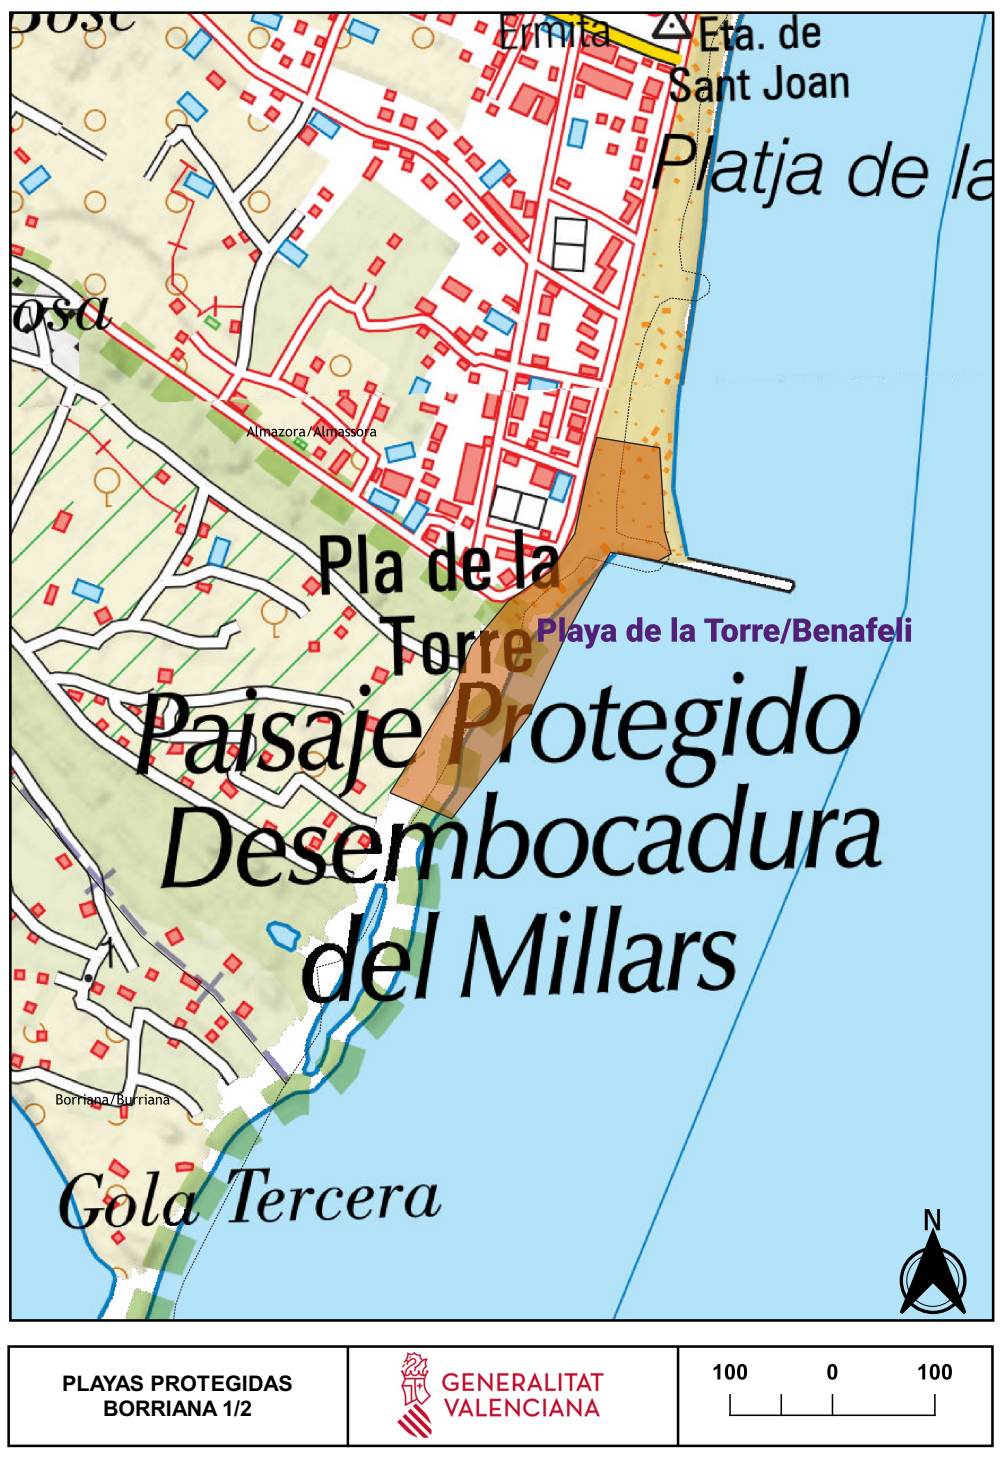 Bosc
Ermita
Eta. de
Sant Joan
Platja de la
osa
Almazora/Almassora
Pla de la
Torre
Playa de la Torre/Benafeli
Paisaje Protegido
Desembocadura
del Millars
Borriana/Burriana
Gola Tercera
N
PLAYAS PROTEGIDAS
BORRIANA 1/2
GENERALITAT
VALENCIANA
100 0 100